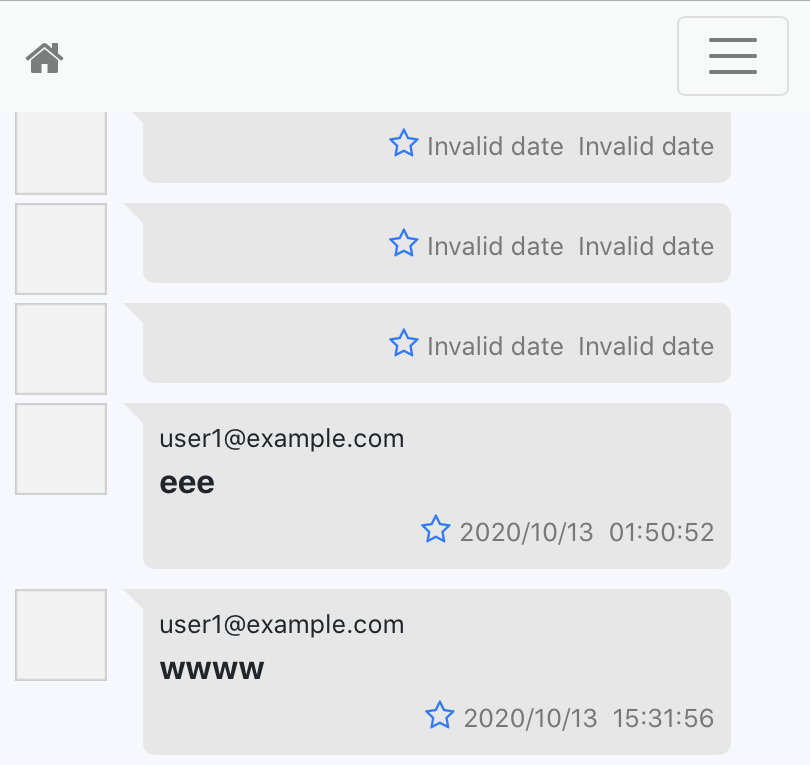 Invalid date Invalid date
Invalid date Invalid date
Invalid date Invalid date
user1@example.com
eee
2020/10/13 01:50:52
user1@example.com
wwww
2020/10/13 15:31:56